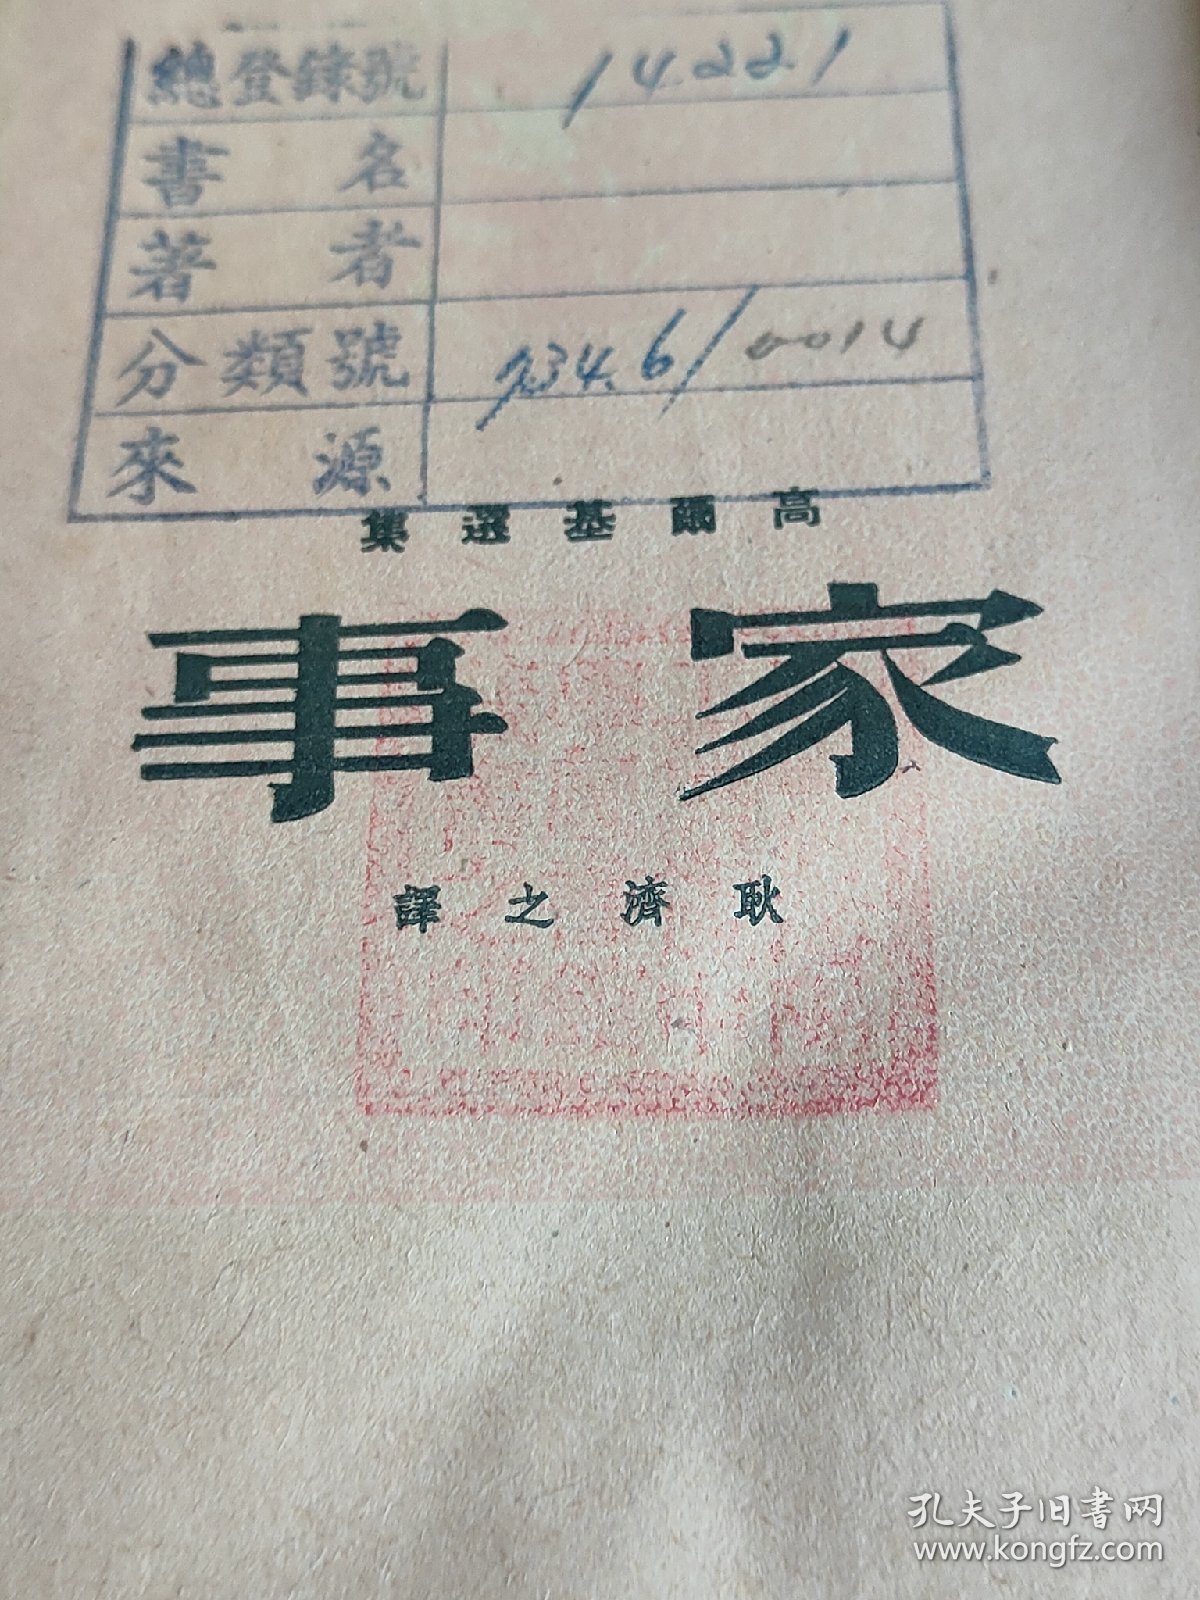 總登錄號 14221
書名
著者
分類號 734.6/0014
來源
高爾基選集
家事
耿濟之譯
孔夫子旧书网
www.kongfz.com